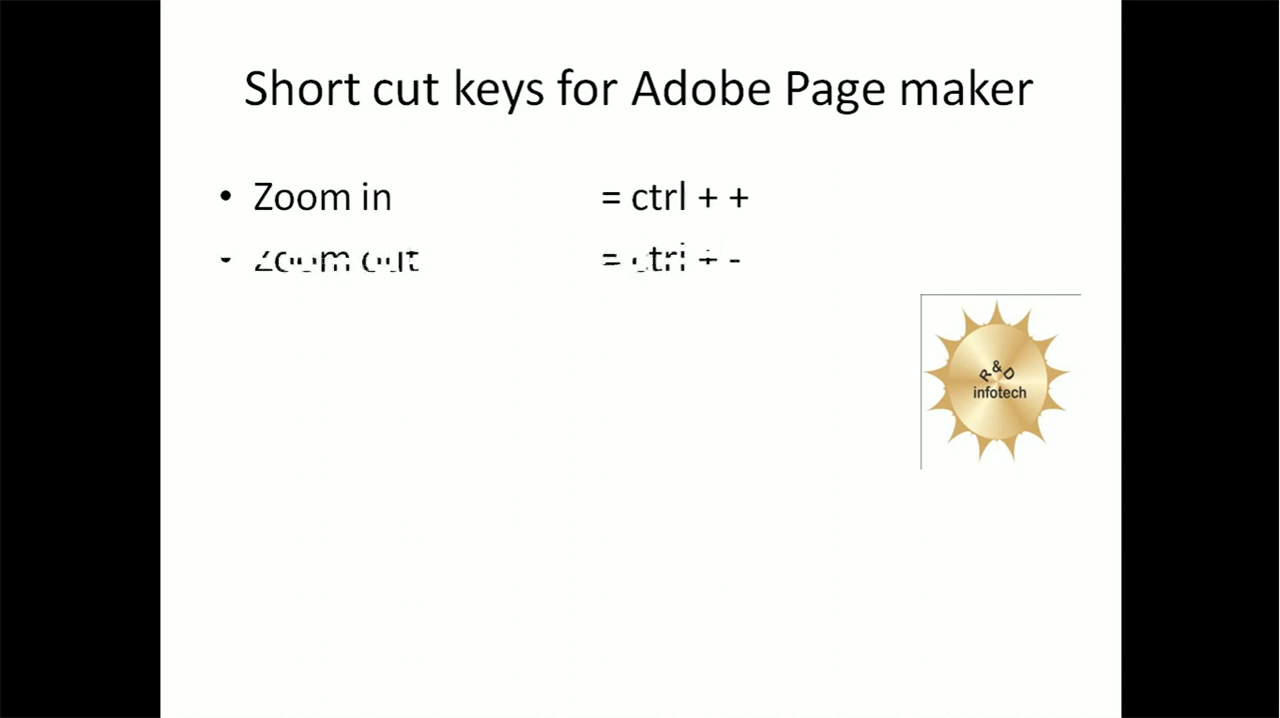 Short cut keys for Adobe Page maker
• Zoom in = ctrl + +
• Zoom out = ctrl + -
R & D
infotech